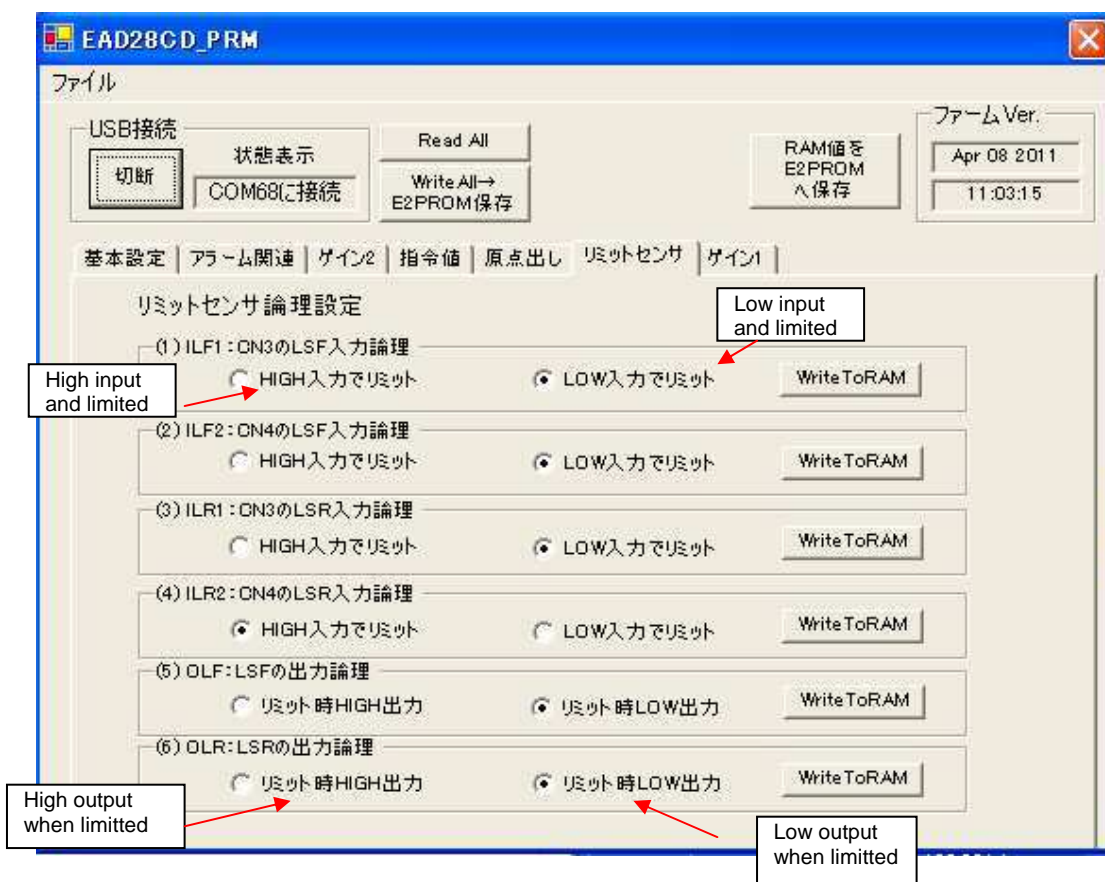 EAD28CD_PRM
ファイル
USB接続
切断
状態表示
COM68に接続
Read All
Write All→
E2PROM保存
RAM値を
E2PROM
へ保存
ファームVer.
Apr 08 2011
11:03:15
基本設定 アラーム関連 ゲイン2 指令値 原点出し リミットセンサ ゲイン1
リミットセンサ論理設定
Low input
and limited
(1) ILF1：CN3のLSF入力論理
High input
and limited
HIGH入力でリミット LOW入力でリミット WriteToRAM
(2) ILF2：CN4のLSF入力論理
HIGH入力でリミット LOW入力でリミット WriteToRAM
(3) ILR1：CN3のLSR入力論理
HIGH入力でリミット LOW入力でリミット WriteToRAM
(4) ILR2：CN4のLSR入力論理
HIGH入力でリミット LOW入力でリミット WriteToRAM
(5) OLF：LSFの出力論理
リミット時HIGH出力 リミット時LOW出力 WriteToRAM
(6) OLR：LSRの出力論理
リミット時HIGH出力 リミット時LOW出力 WriteToRAM
High output
when limitted
Low output
when limitted